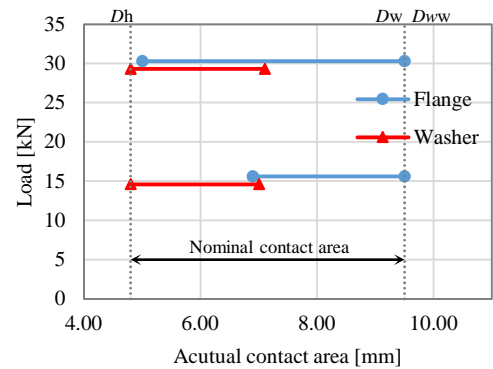 Dh
Dw
Dww
35
30
25
20
15
10
5
0
Load [kN]
Flange
Washer
Nominal contact area
4.00
6.00
8.00
10.00
Acutual contact area [mm]